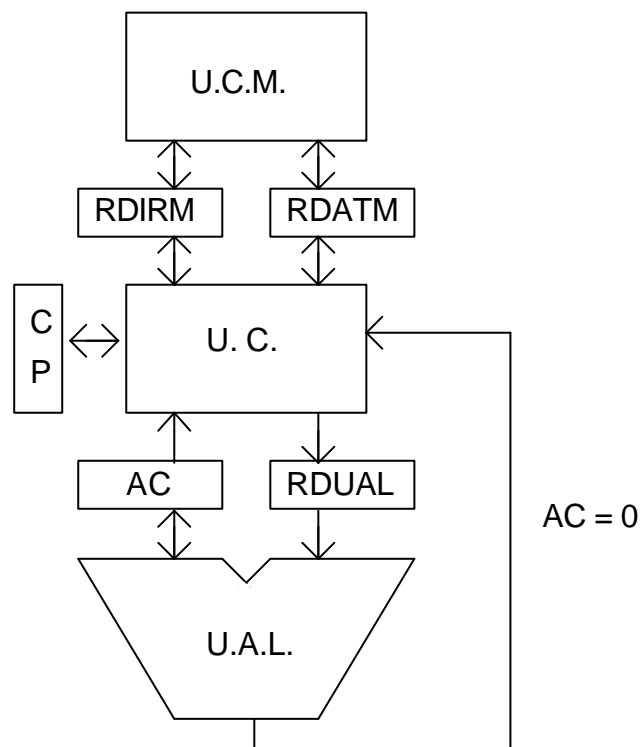 U.C.M.
RDIRM
RDATM
C
P
U. C.
AC
RDUAL
AC = 0
U.A.L.